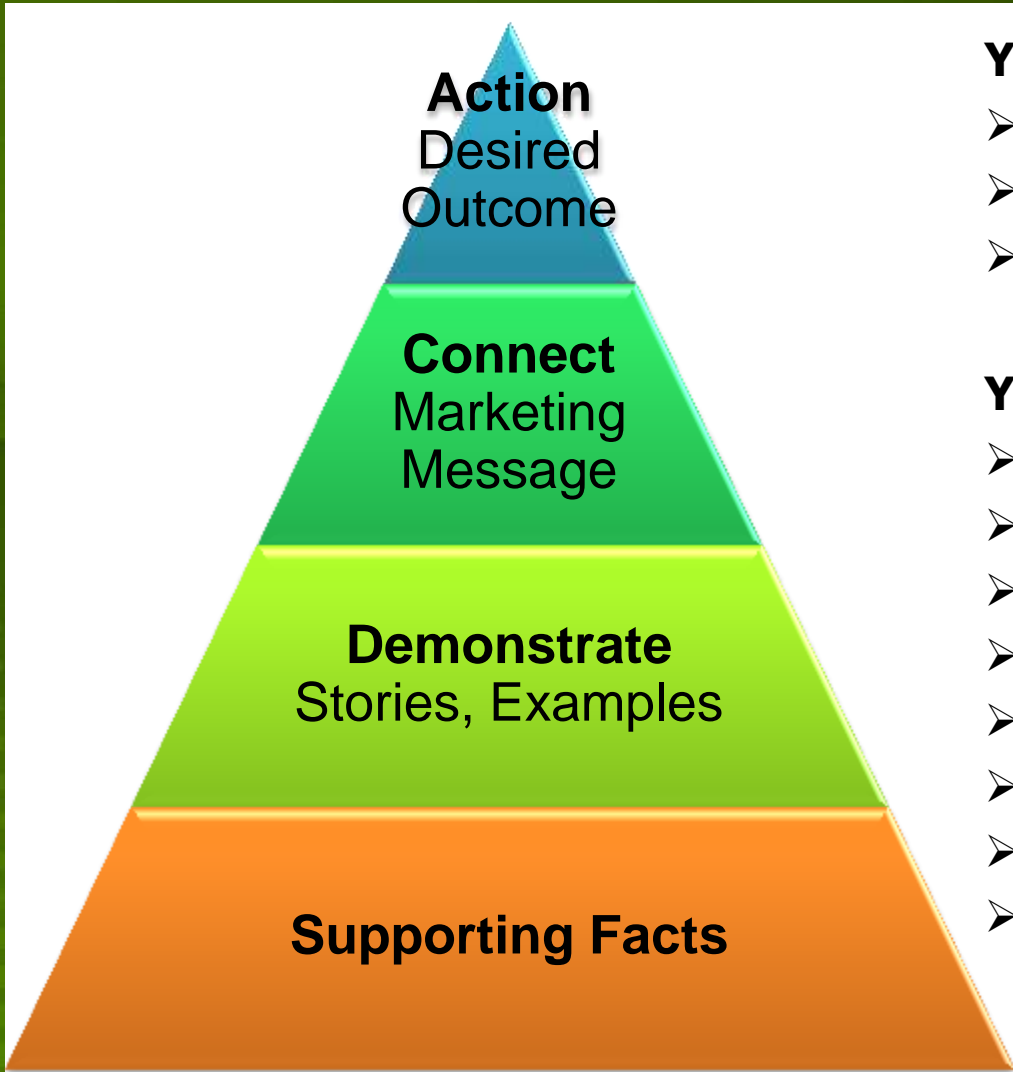 Action
Desired
Outcome
Connect
Marketing
Message
Demonstrate
Stories, Examples
Supporting Facts
Y
➢
➢
➢
Y
➢
➢
➢
➢
➢
➢
➢
➢